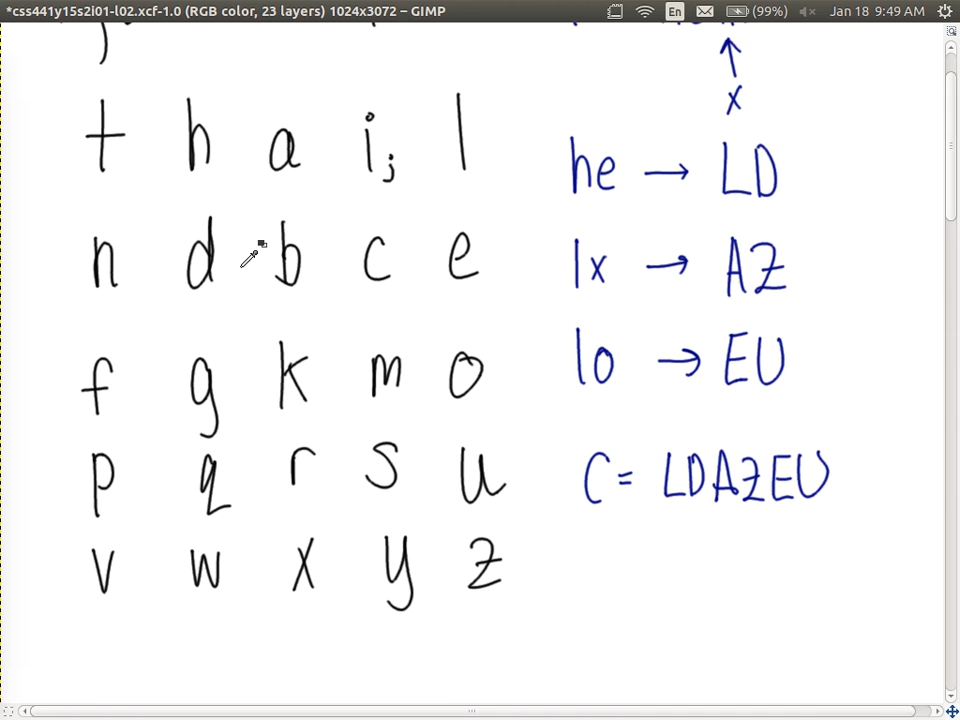 *css441y15s2i01-l02.xcf-1.0 (RGB color, 23 layers) 1024x3072 – GIMP
En
(99%)
Jan 18 9:49 AM
x
t h a i,j l
he → LD
n d b c e
lx → AZ
f g k m o
lo → EU
p q r s u
C = LDAZEU
v w x y z